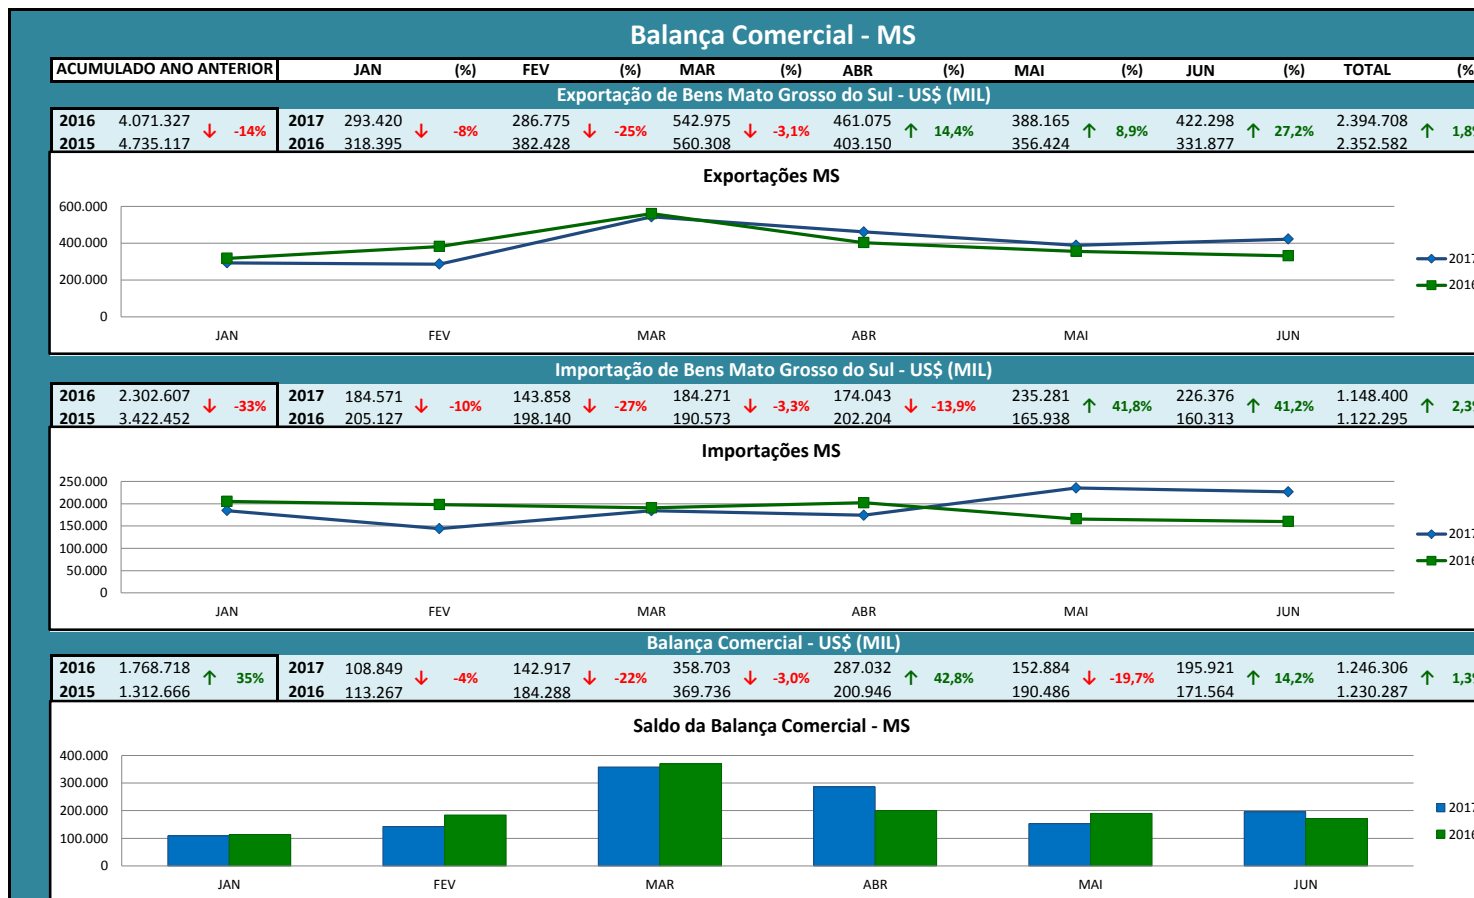 Balança Comercial - MS
ACUMULADO ANO ANTERIOR JAN (%) FEV (%) MAR (%) ABR (%) MAI (%) JUN (%) TOTAL (%
Exportação de Bens Mato Grosso do Sul - US$ (MIL)
2016 4.071.327 ↓ -14% 2017 293.420 ↓ -8% 286.775 ↓ -25% 542.975 ↓ -3,1% 461.075 ↑ 14,4% 388.165 ↑ 8,9% 422.298 ↑ 27,2% 2.394.708 ↑ 1,8%
2015 4.735.117 2016 318.395 382.428 560.308 403.150 356.424 331.877 2.352.582
Exportações MS
600.000
400.000
200.000
0
JAN FEV MAR ABR MAI JUN
2017
2016
Importação de Bens Mato Grosso do Sul - US$ (MIL)
2016 2.302.607 ↓ -33% 2017 184.571 ↓ -10% 143.858 ↓ -27% 184.271 ↓ -3,3% 174.043 ↓ -13,9% 235.281 ↑ 41,8% 226.376 ↑ 41,2% 1.148.400 ↑ 2,3%
2015 3.422.452 2016 205.127 198.140 190.573 202.204 165.938 160.313 1.122.295
Importações MS
250.000
200.000
150.000
100.000
50.000
0
JAN FEV MAR ABR MAI JUN
2017
2016
Balança Comercial - US$ (MIL)
2016 1.768.718 ↑ 35% 2017 108.849 ↓ -4% 142.917 ↓ -22% 358.703 ↓ -3,0% 287.032 ↑ 42,8% 152.884 ↓ -19,7% 195.921 ↑ 14,2% 1.246.306 ↑ 1,3%
2015 1.312.666 2016 113.267 184.288 369.736 200.946 190.486 171.564 1.230.287
Saldo da Balança Comercial - MS
400.000
300.000
200.000
100.000
0
JAN FEV MAR ABR MAI JUN
2017
2016